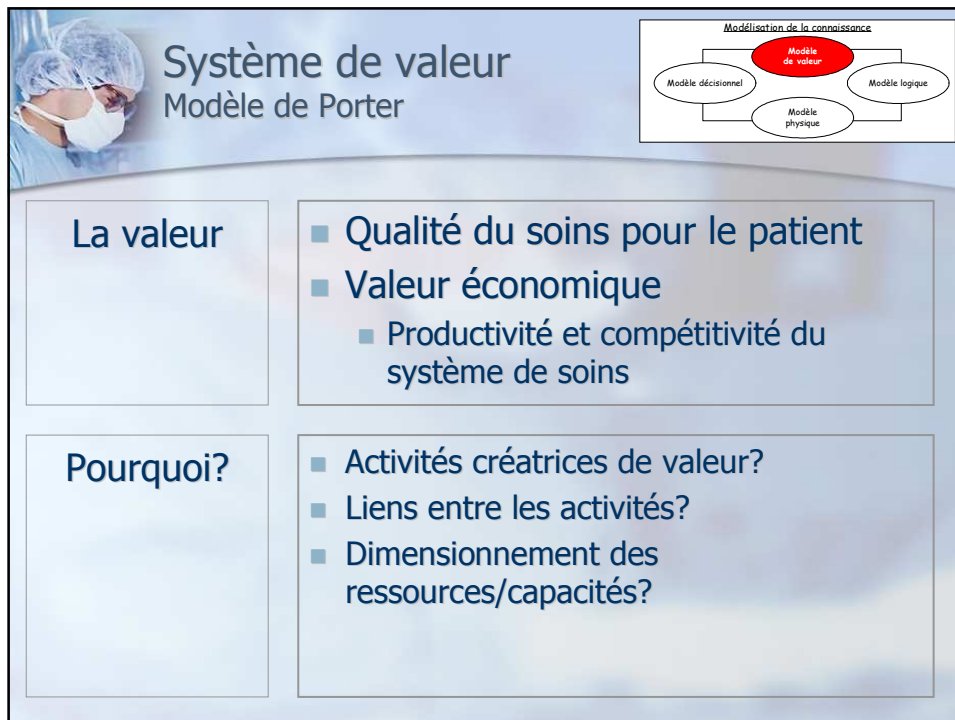 Système de valeur
Modèle de Porter
Modélisation de la connaissance
Modèle
de valeur
Modèle décisionnel
Modèle logique
Modèle
physique
La valeur
Qualité du soins pour le patient
Valeur économique
Productivité et compétitivité du
système de soins
Pourquoi?
Activités créatrices de valeur?
Liens entre les activités?
Dimensionnement des
ressources/capacités?